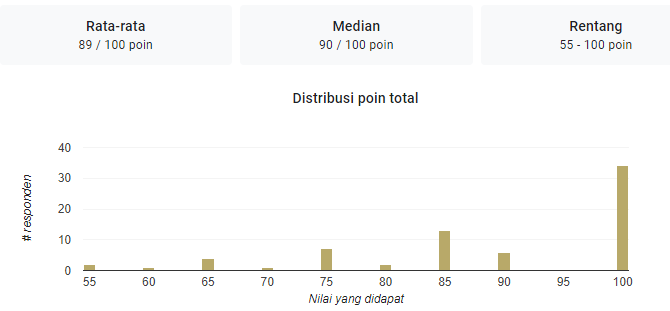 Rata-rata
89 / 100 poin
Median
90 / 100 poin
Rentang
55 - 100 poin
Distribusi poin total
# responden
40
30
20
10
0
55 60 65 70 75 80 85 90 95 100
Nilai yang didapat